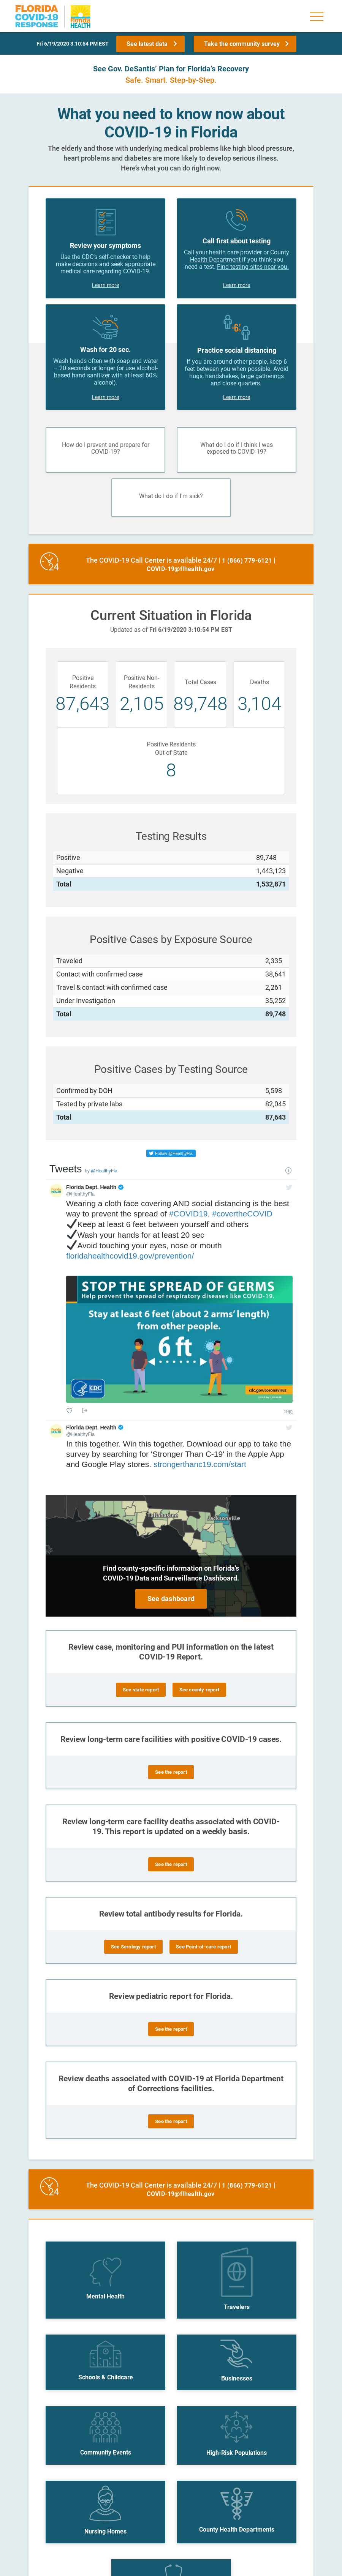 FLORIDA
COVID-19
RESPONSE
Florida
HEALTH
Fri 6/19/2020 3:10:54 PM EST
See latest data
Take the community survey
See Gov. DeSantis' Plan for Florida's Recovery
Safe. Smart. Step-by-Step.
What you need to know now about
COVID-19 in Florida
The elderly and those with underlying medical problems like high blood pressure,
heart problems and diabetes are more likely to develop serious illness.
Here's what you can do right now.
Review your symptoms
Use the CDC's self-checker to help
make decisions and seek appropriate
medical care regarding COVID-19.
Learn more
Call first about testing
Call your health care provider or County
Health Department if you think you
need a test. Find testing sites near you.
Learn more
Wash for 20 sec.
Wash hands often with soap and water
– 20 seconds or longer (or use alcohol-
based hand sanitizer with at least 60%
alcohol).
Learn more
6'
Practice social distancing
If you are around other people, keep 6
feet between you when possible. Avoid
hugs, handshakes, large gatherings
and close quarters.
Learn more
How do I prevent and prepare for
COVID-19?
What do I do if I think I was
exposed to COVID-19?
What do I do if I'm sick?
24
The COVID-19 Call Center is available 24/7 | 1 (866) 779-6121 |
COVID-19@flhealth.gov
Current Situation in Florida
Updated as of Fri 6/19/2020 3:10:54 PM EST
Positive
Residents
87,643
Positive Non-
Residents
2,105
Total Cases
89,748
Deaths
3,104
Positive Residents
Out of State
8
Testing Results
Positive 89,748
Negative 1,443,123
Total 1,532,871
Positive Cases by Exposure Source
Traveled 2,335
Contact with confirmed case 38,641
Travel & contact with confirmed case 2,261
Under Investigation 35,252
Total 89,748
Positive Cases by Testing Source
Confirmed by DOH 5,598
Tested by private labs 82,045
Total 87,643
Follow @HealthyFla
Tweets by @HealthyFla
Florida Dept. Health
@HealthyFla
Wearing a cloth face covering AND social distancing is the best
way to prevent the spread of #COVID19. #covertheCOVID
✔Keep at least 6 feet between yourself and others
✔Wash your hands for at least 20 sec
✔Avoid touching your eyes, nose or mouth
floridahealthcovid19.gov/prevention/
STOP THE SPREAD OF GERMS
Help prevent the spread of respiratory diseases like COVID-19.
Stay at least 6 feet (about 2 arms' length)
from other people.
6 ft
CDC
cdc.gov/coronavirus
Florida Dept. Health
@HealthyFla
In this together. Win this together. Download our app to take the
survey by searching for 'Stronger Than C-19' in the Apple App
and Google Play stores. strongerthanc19.com/start
Tallahassee
Jacksonville
Find county-specific information on Florida's
COVID-19 Data and Surveillance Dashboard.
See dashboard
Review case, monitoring and PUI information on the latest
COVID-19 Report.
See state report
See county report
Review long-term care facilities with positive COVID-19 cases.
See the report
Review long-term care facility deaths associated with COVID-
19. This report is updated on a weekly basis.
See the report
Review total antibody results for Florida.
See Serology report
See Point-of-care report
Review pediatric report for Florida.
See the report
Review deaths associated with COVID-19 at Florida Department
of Corrections facilities.
See the report
24
The COVID-19 Call Center is available 24/7 | 1 (866) 779-6121 |
COVID-19@flhealth.gov
Mental Health
Travelers
Schools & Childcare
Businesses
Community Events
High-Risk Populations
Nursing Homes
County Health Departments